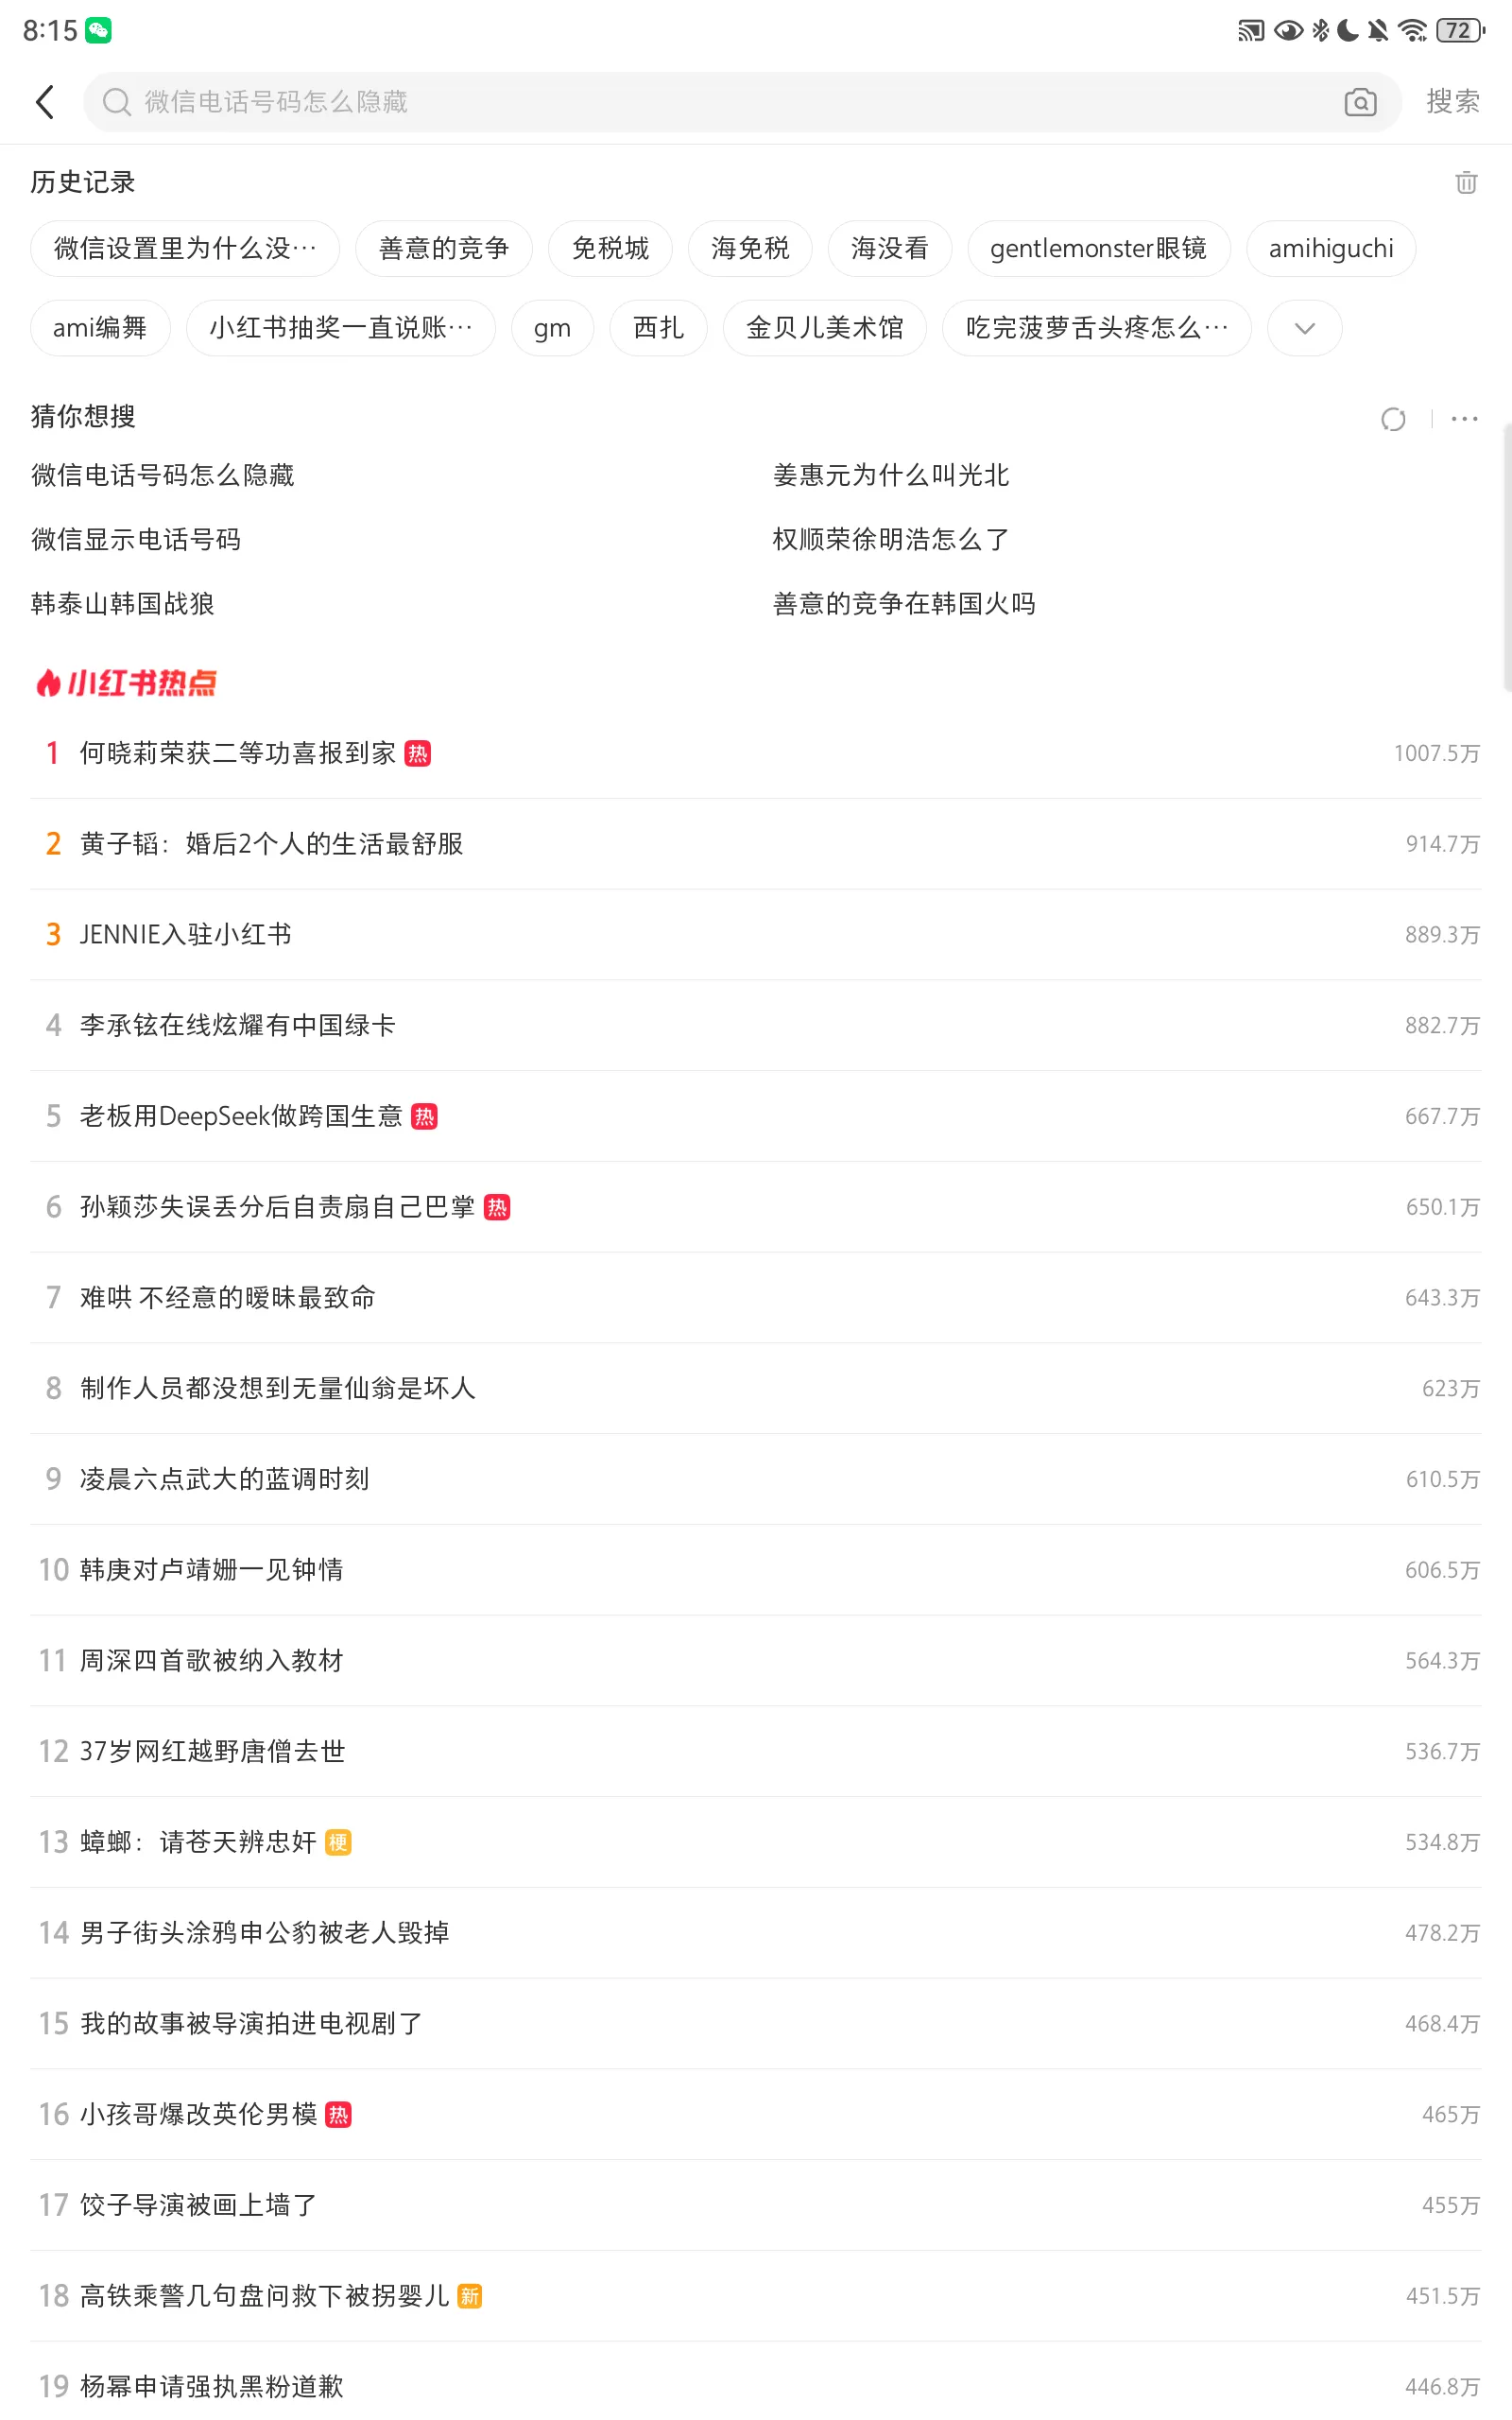 8:15 72
微信电话号码怎么隐藏 搜索
历史记录
微信设置里为什么没… 善意的竞争 免税城 海免税 海没看 gentlemonster眼镜 amihiguchi
ami编舞 小红书抽奖一直说账… gm 西扎 金贝儿美术馆 吃完菠萝舌头疼怎么…
猜你想搜
微信电话号码怎么隐藏 姜惠元为什么叫光北
微信显示电话号码 权顺荣徐明浩怎么了
韩泰山韩国战狼 善意的竞争在韩国火吗
小红书热点
1 何晓莉荣获二等功喜报到家 热 1007.5万
2 黄子韬：婚后2个人的生活最舒服 914.7万
3 JENNIE入驻小红书 889.3万
4 李承铉在线炫耀有中国绿卡 882.7万
5 老板用DeepSeek做跨国生意 热 667.7万
6 孙颖莎失误丢分后自责扇自己巴掌 热 650.1万
7 难哄 不经意的暧昧最致命 643.3万
8 制作人员都没想到无量仙翁是坏人 623万
9 凌晨六点武大的蓝调时刻 610.5万
10 韩庚对卢靖姗一见钟情 606.5万
11 周深四首歌被纳入教材 564.3万
12 37岁网红越野唐僧去世 536.7万
13 蟑螂：请苍天辨忠奸 梗 534.8万
14 男子街头涂鸦申公豹被老人毁掉 478.2万
15 我的故事被导演拍进电视剧了 468.4万
16 小孩哥爆改英伦男模 热 465万
17 饺子导演被画上墙了 455万
18 高铁乘警几句盘问救下被拐婴儿 新 451.5万
19 杨幂申请强执黑粉道歉 446.8万